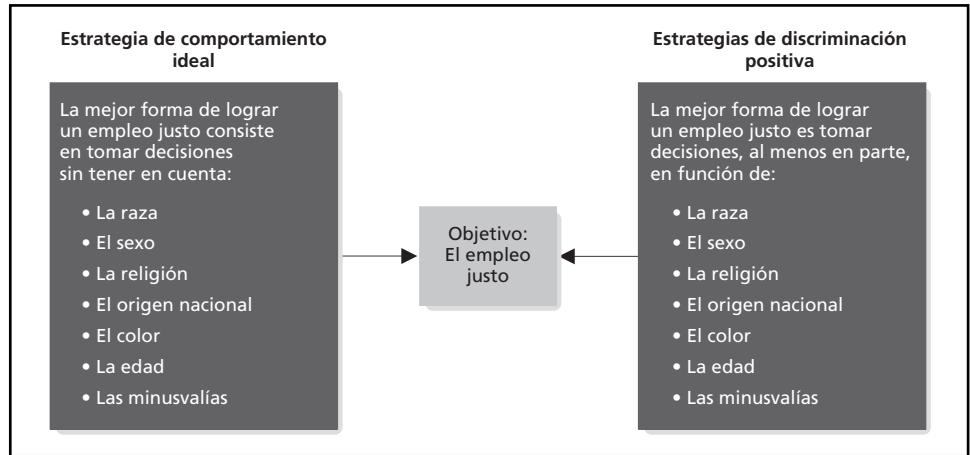 Estrategia de comportamiento
ideal
La mejor forma de lograr
un empleo justo consiste
en tomar decisiones
sin tener en cuenta:
• La raza
• El sexo
• La religión
• El origen nacional
• El color
• La edad
• Las minusvalías
Objetivo:
El empleo
justo
Estrategias de discriminación
positiva
La mejor forma de lograr
un empleo justo es tomar
decisiones, al menos en parte,
en función de:
• La raza
• El sexo
• La religión
• El origen nacional
• El color
• La edad
• Las minusvalías